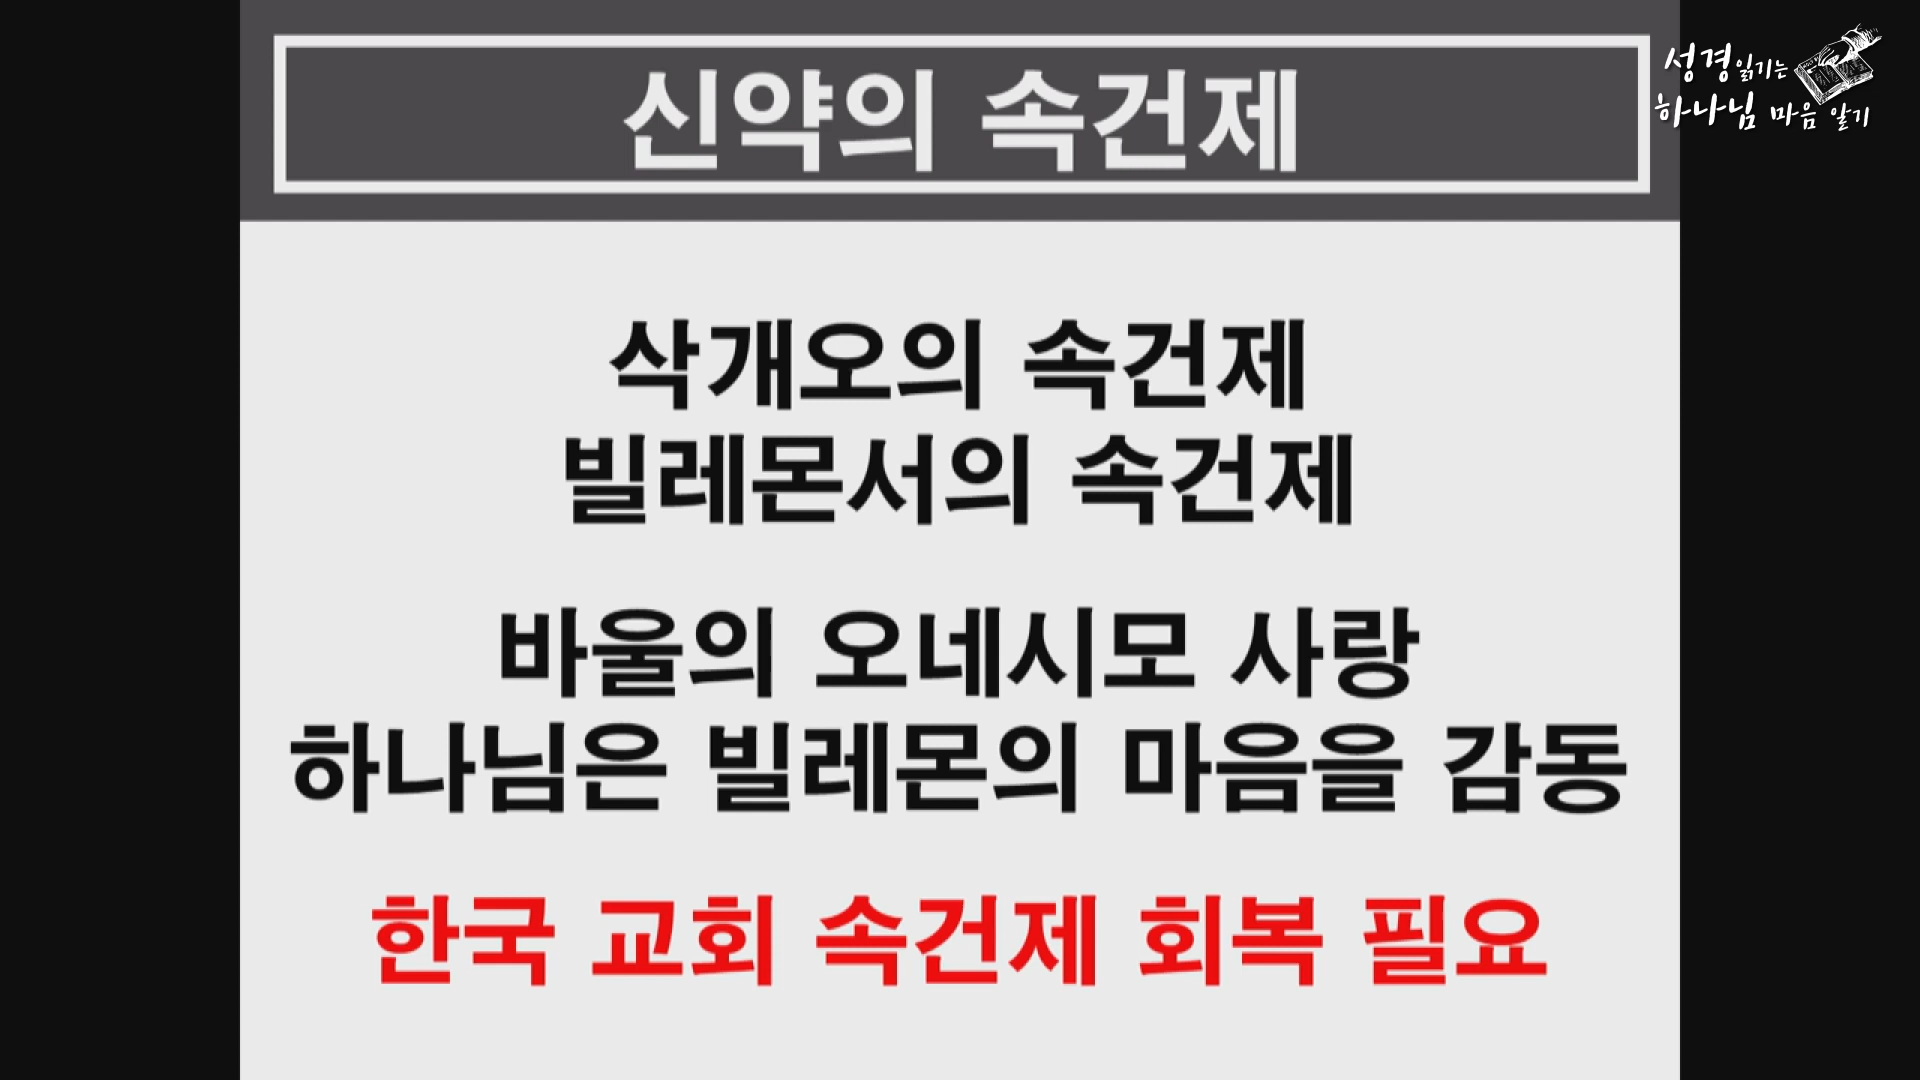 신약의 속건제
성경읽기는
하나님 마음 알기
삭개오의 속건제
빌레몬서의 속건제
바울의 오네시모 사랑
하나님은 빌레몬의 마음을 감동
한국 교회 속건제 회복 필요